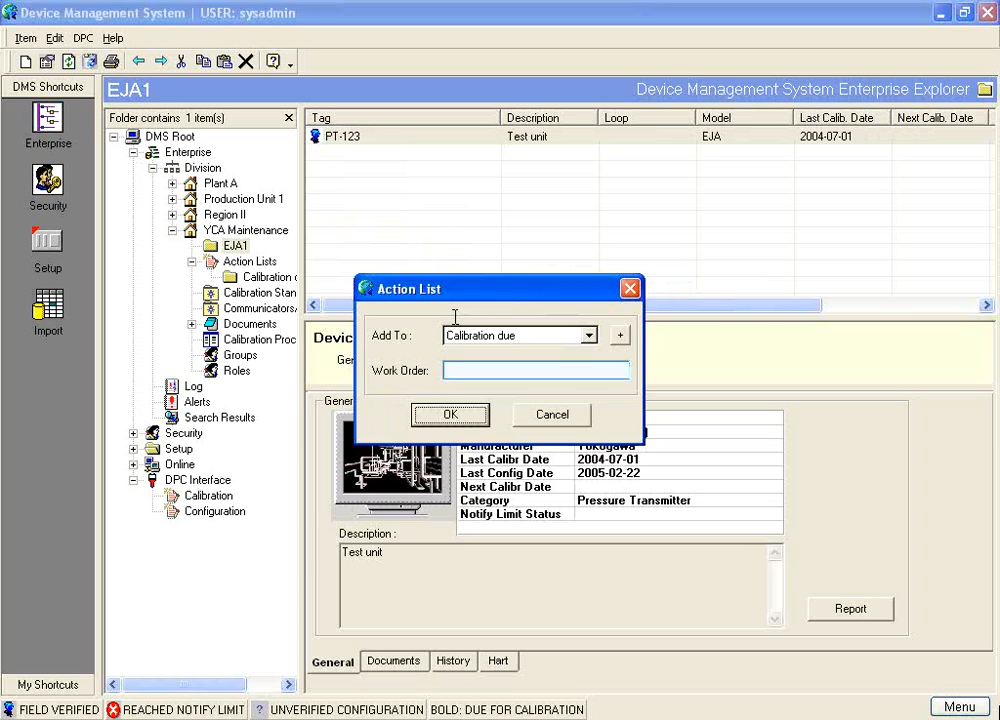 Device Management System | USER: sysadmin
Item Edit DPC Help
DMS Shortcuts
Enterprise
Security
Setup
Import
My Shortcuts
EJA1
Device Management System Enterprise Explorer
Folder contains 1 item(s)
DMS Root
Enterprise
Division
Plant A
Production Unit 1
Region II
YCA Maintenance
EJA1
Action Lists
Calibration
Calibration Stan
Communicators
Documents
Calibration Proc
Groups
Roles
Log
Alerts
Search Results
Security
Setup
Online
DPC Interface
Calibration
Configuration
Tag Description Loop Model Last Calib. Date Next Calib. Date
PT-123 Test unit EJA 2004-07-01
Action List
Add To : Calibration due +
Work Order:
OK Cancel
Last Calibr Date 2004-07-01
Last Config Date 2005-02-22
Next Calibr Date
Category Pressure Transmitter
Notify Limit Status
Description :
Test unit
Report
General Documents History Hart
FIELD VERIFIED REACHED NOTIFY LIMIT ? UNVERIFIED CONFIGURATION BOLD: DUE FOR CALIBRATION Menu